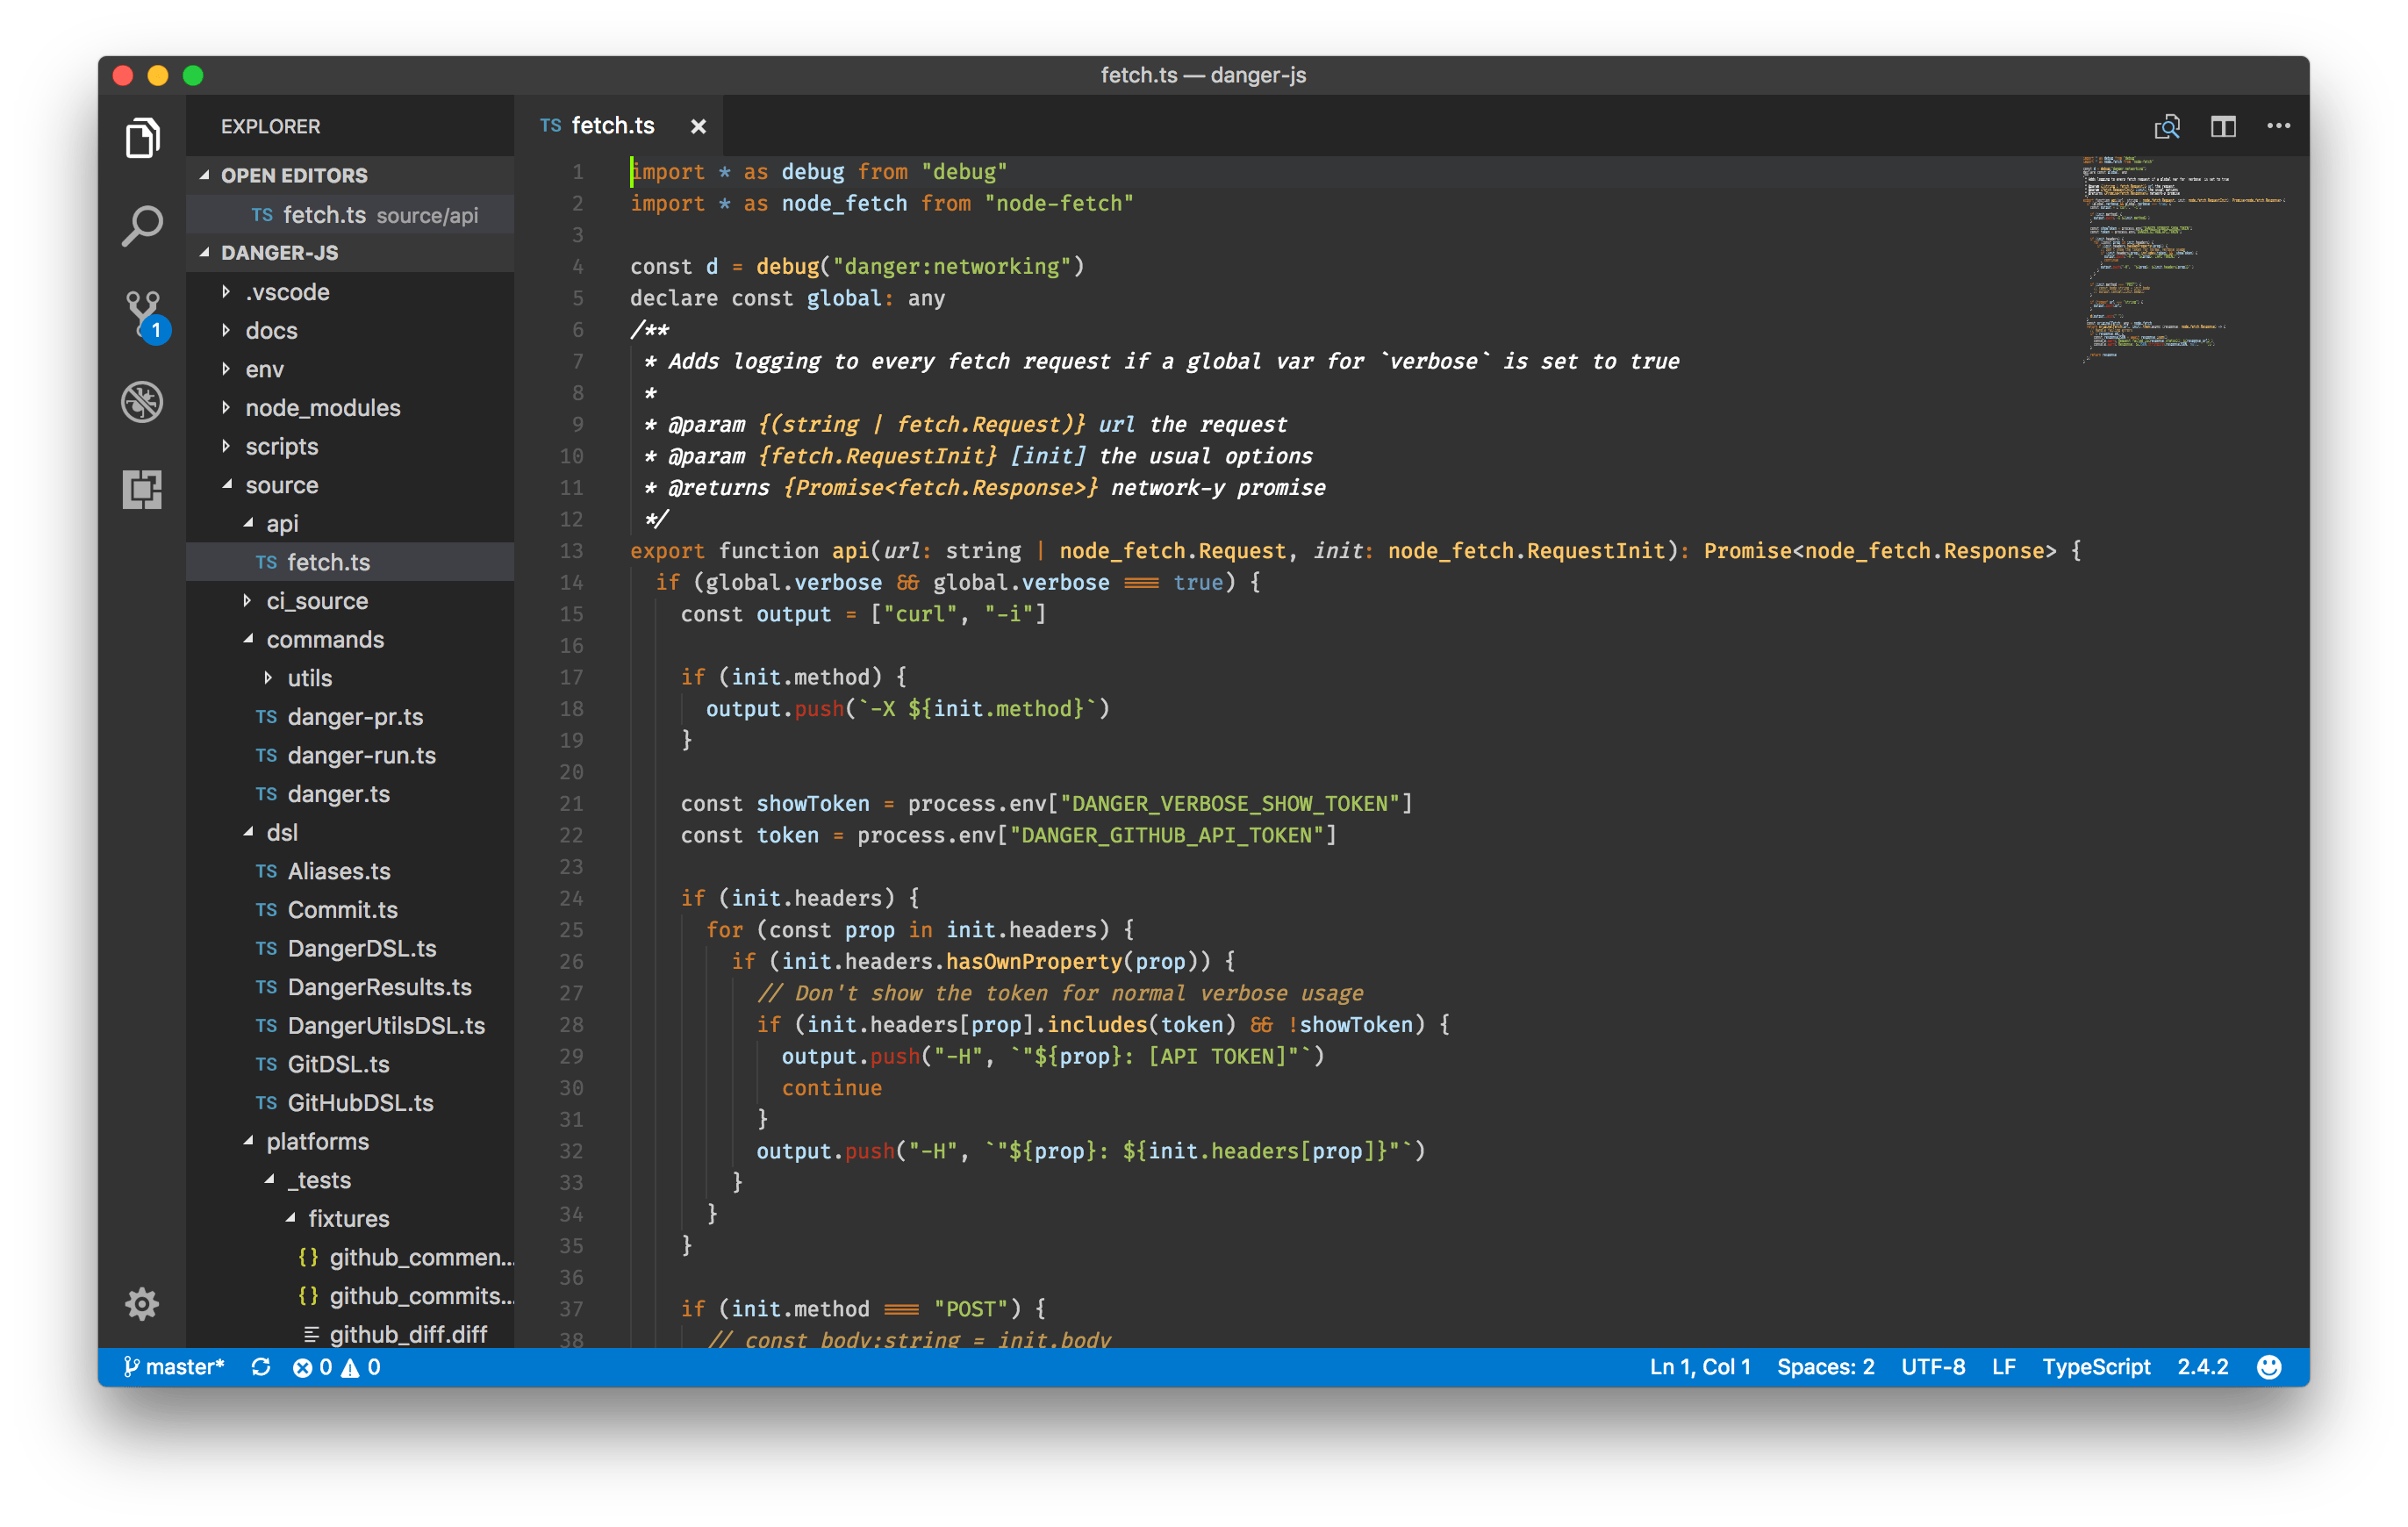 fetch.ts — danger-js
EXPLORER
OPEN EDITORS
TS fetch.ts source/api
DANGER-JS
.vscode
docs
env
node_modules
scripts
source
api
TS fetch.ts
ci_source
commands
utils
TS danger-pr.ts
TS danger-run.ts
TS danger.ts
dsl
TS Aliases.ts
TS Commit.ts
TS DangerDSL.ts
TS DangerResults.ts
TS DangerUtilsDSL.ts
TS GitDSL.ts
TS GitHubDSL.ts
platforms
_tests
fixtures
{} github_commen...
{} github_commits...
github_diff.diff
1
TS fetch.ts ×
1 import * as debug from "debug"
2 import * as node_fetch from "node-fetch"
3
4 const d = debug("danger:networking")
5 declare const global: any
6 /**
7 * Adds logging to every fetch request if a global var for `verbose` is set to true
8 *
9 * @param {(string | fetch.Request)} url the request
10 * @param {fetch.RequestInit} [init] the usual options
11 * @returns {Promise<fetch.Response>} network-y promise
12 */
13 export function api(url: string | node_fetch.Request, init: node_fetch.RequestInit): Promise<node_fetch.Response> {
14 if (global.verbose && global.verbose === true) {
15 const output = ["curl", "-i"]
16
17 if (init.method) {
18 output.push(`-X ${init.method}`)
19 }
20
21 const showToken = process.env["DANGER_VERBOSE_SHOW_TOKEN"]
22 const token = process.env["DANGER_GITHUB_API_TOKEN"]
23
24 if (init.headers) {
25 for (const prop in init.headers) {
26 if (init.headers.hasOwnProperty(prop)) {
27 // Don't show the token for normal verbose usage
28 if (init.headers[prop].includes(token) && !showToken) {
29 output.push("-H", `"${prop}: [API TOKEN]"`)
30 continue
31 }
32 output.push("-H", `"${prop}: ${init.headers[prop]}"`)
33 }
34 }
35 }
36
37 if (init.method === "POST") {
38 // const body:string = init.body
master* 0 0
Ln 1, Col 1 Spaces: 2 UTF-8 LF TypeScript 2.4.2